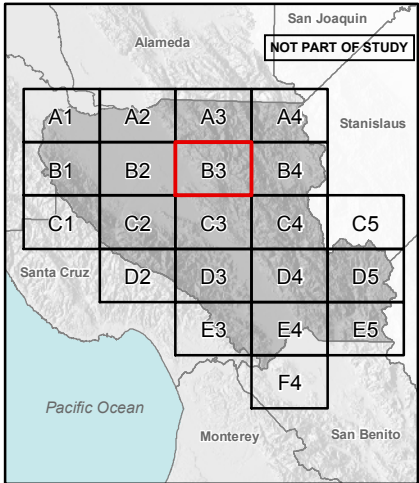 San Joaquin
Alameda
NOT PART OF STUDY
A1 A2 A3 A4
Stanislaus
B1 B2 B3 B4
C1 C2 C3 C4 C5
Santa Cruz
D2 D3 D4 D5
E3 E4 E5
F4
Pacific Ocean
Monterey
San Benito